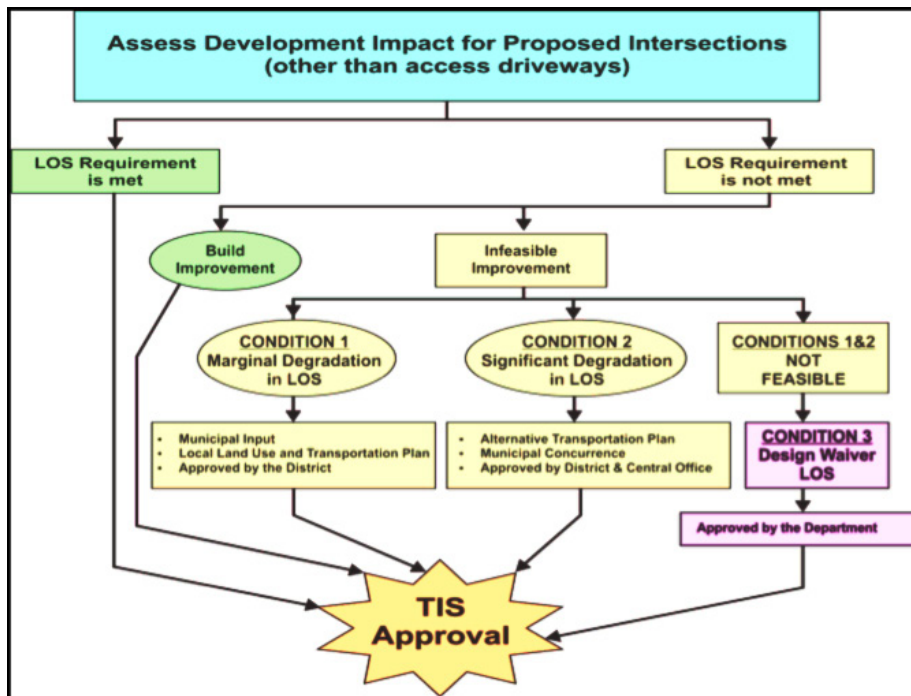 Assess Development Impact for Proposed Intersections
(other than access driveways)
LOS Requirement
is met
LOS Requirement
is not met
Build
Improvement
Infeasible
Improvement
CONDITION 1
Marginal Degradation
in LOS
CONDITION 2
Significant Degradation
in LOS
CONDITIONS 1&2
NOT
FEASIBLE
• Municipal Input
• Local Land Use and Transportation Plan
• Approved by the District
• Alternative Transportation Plan
• Municipal Concurrence
• Approved by District & Central Office
CONDITION 3
Design Waiver
LOS
Approved by the Department
TIS
Approval